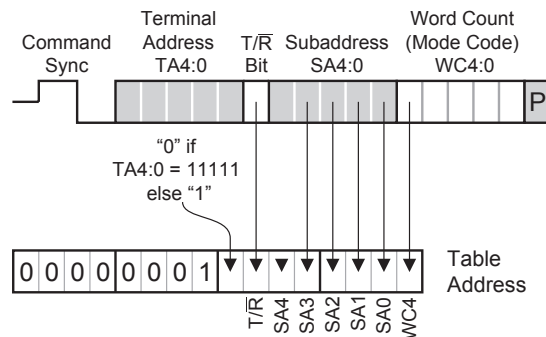 Command
Sync
Terminal
Address
TA4:0
T/R̅
Bit
Subaddress
SA4:0
Word Count
(Mode Code)
WC4:0
P
“0” if
TA4:0 = 11111
else “1”
0 0 0 0 0 0 0 1
Table
Address
T/R̅
SA4
SA3
SA2
SA1
SA0
WC4